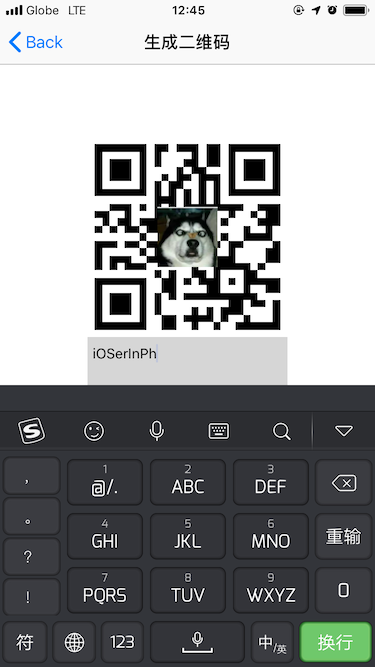 Globe LTE 12:45
Back 生成二维码
iOSerInPh
S
, 1 @/. 2 ABC 3 DEF
。 4 GHI 5 JKL 6 MNO 重输
? 7 PQRS 8 TUV 9 WXYZ 0
!
符 123 中/英 换行